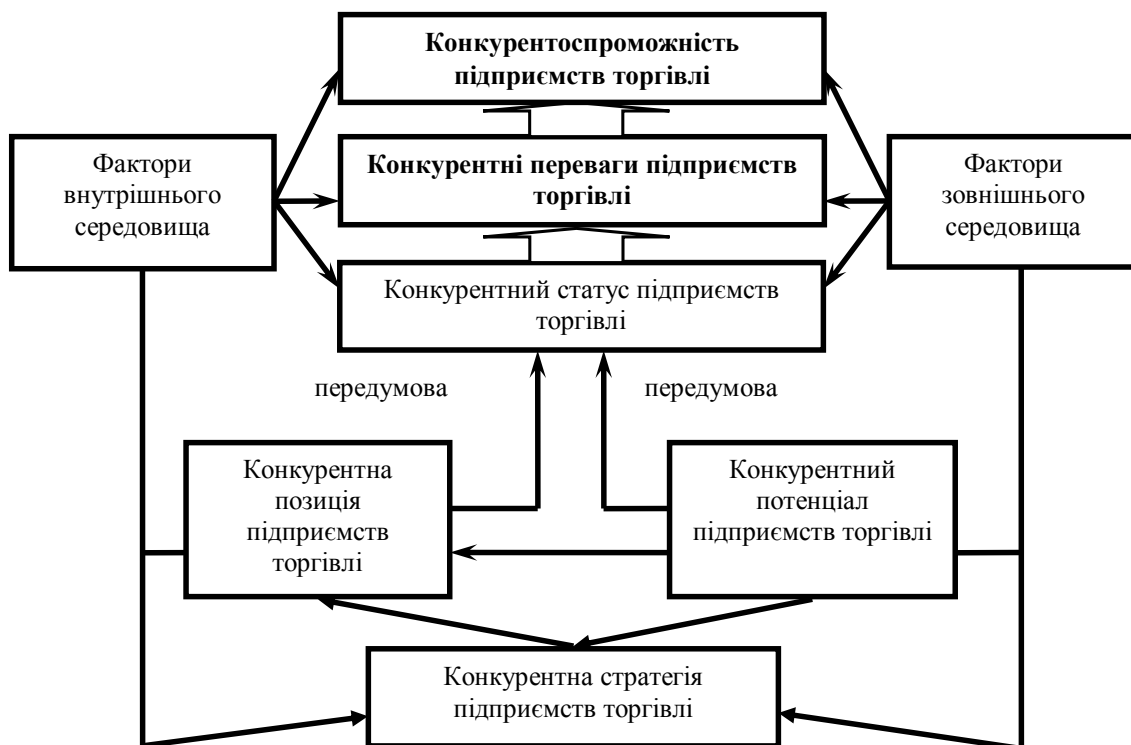 Конкурентоспроможність
підприємств торгівлі
Фактори
внутрішнього
середовища
Конкурентні переваги підприємств
торгівлі
Фактори
зовнішнього
середовища
Конкурентний статус підприємств
торгівлі
передумова
передумова
Конкурентна
позиція
підприємств
торгівлі
Конкурентний
потенціал
підприємств торгівлі
Конкурентна стратегія
підприємств торгівлі